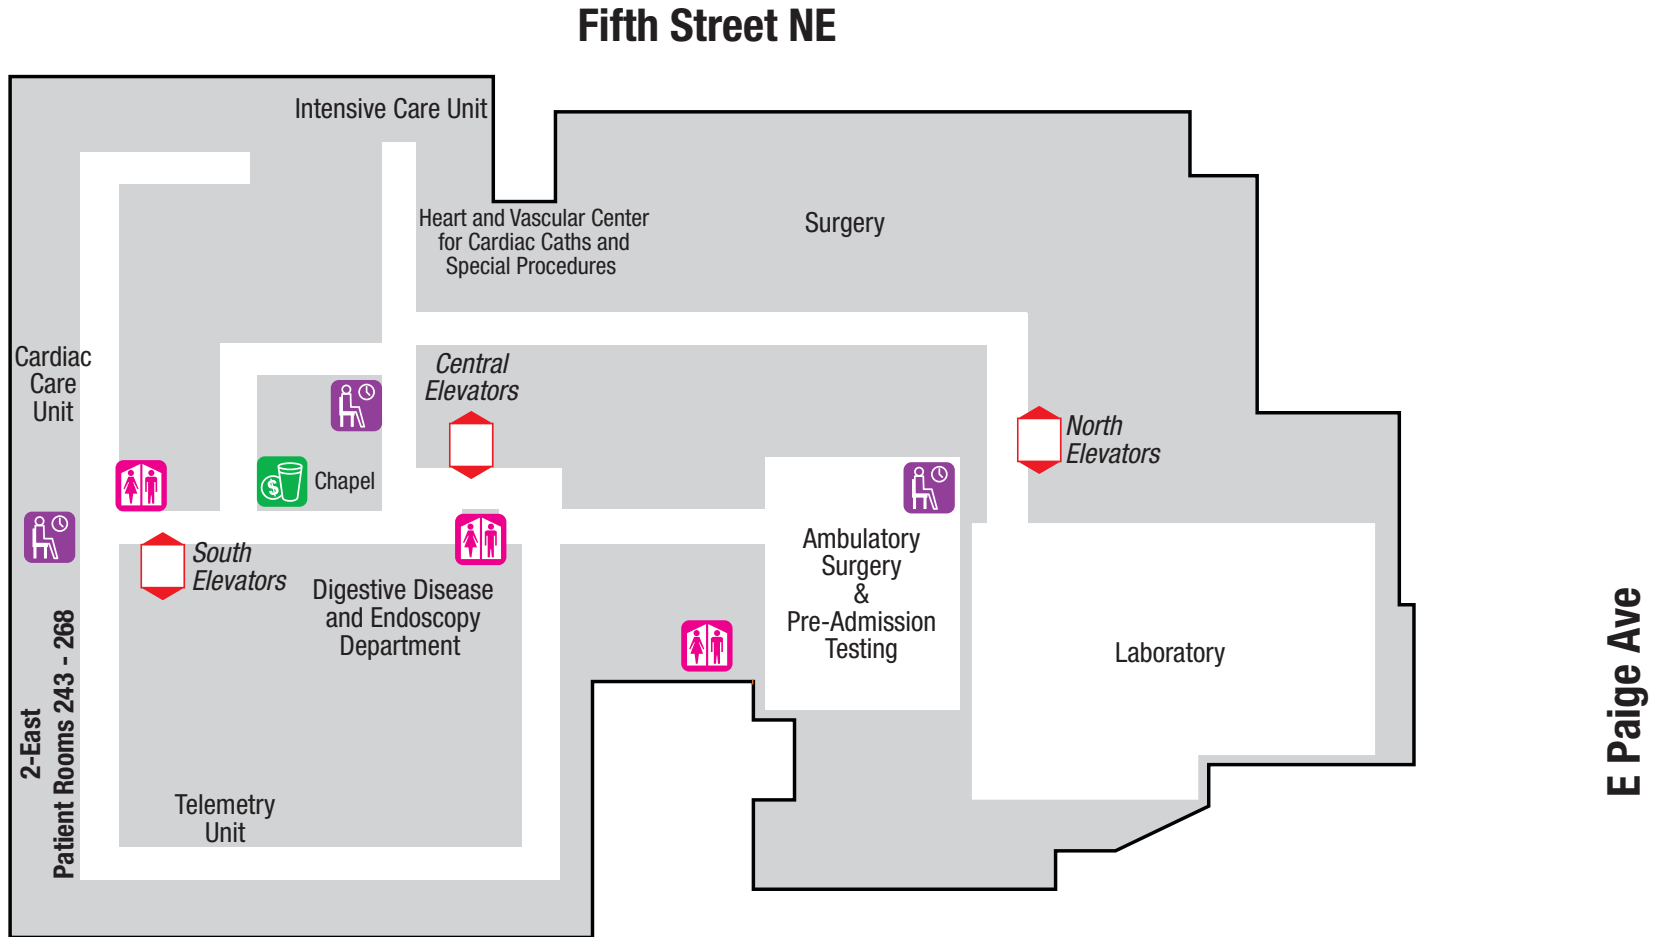 Fifth Street NE
Intensive Care Unit
Heart and Vascular Center
for Cardiac Caths and
Special Procedures
Surgery
Cardiac
Care
Unit
Central
Elevators
North
Elevators
$
Chapel
South
Elevators
Digestive Disease
and Endoscopy
Department
Ambulatory
Surgery
&
Pre-Admission
Testing
Laboratory
2-East
Patient Rooms 243 - 268
Telemetry
Unit
E Paige Ave